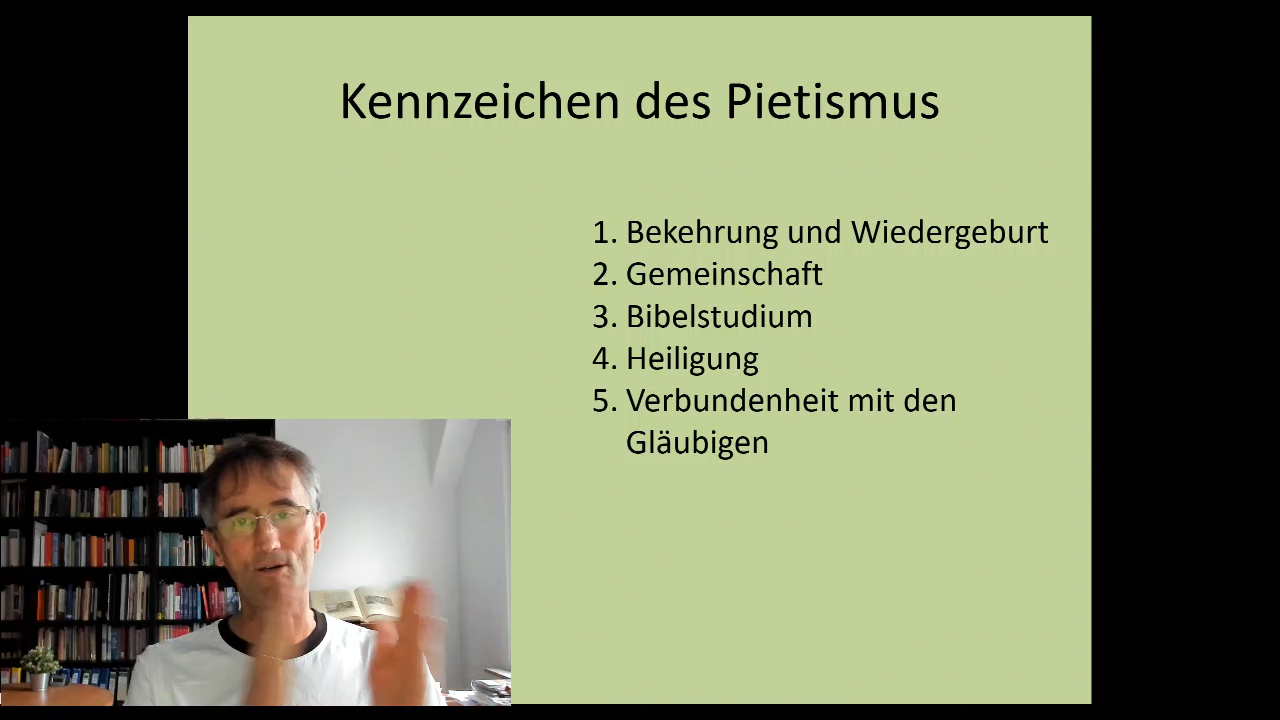 Kennzeichen des Pietismus
1. Bekehrung und Wiedergeburt
2. Gemeinschaft
3. Bibelstudium
4. Heiligung
5. Verbundenheit mit den
Gläubigen